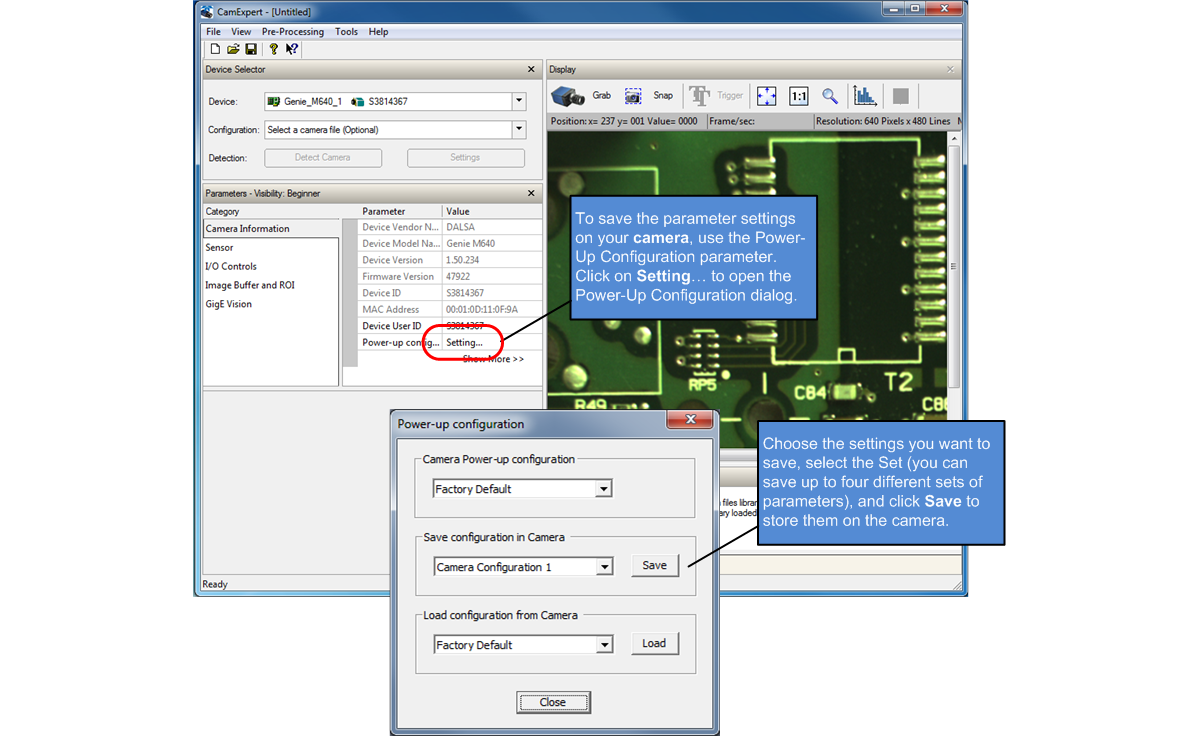 CamExpert - [Untitled]
File View Pre-Processing Tools Help
Device Selector
Device: Genie_M640_1 S3814367
Configuration: Select a camera file (Optional)
Detection: Detect Camera Settings
Parameters - Visibility: Beginner
Category
Camera Information
Sensor
I/O Controls
Image Buffer and ROI
GigE Vision
Parameter Value
Device Vendor N... DALSA
Device Model Na... Genie M640
Device Version 1.50.234
Firmware Version 47922
Device ID S3814367
MAC Address 00:01:0D:11:0F:9A
Device User ID S3814367
Power-up config... Setting...
Show More >>
Display
Grab Snap Trigger 1:1
Position: x= 237 y= 001 Value= 0000 Frame/sec: Resolution: 640 Pixels x 480 Lines
To save the parameter settings
on your camera, use the Power-
Up Configuration parameter.
Click on Setting... to open the
Power-Up Configuration dialog.
RP5
C84
T2
R49
Power-up configuration
Camera Power-up configuration
Factory Default
Save configuration in Camera
Camera Configuration 1 Save
Load configuration from Camera
Factory Default Load
Close
Choose the settings you want to
save, select the Set (you can
save up to four different sets of
parameters), and click Save to
store them on the camera.
files librar
ary loaded
Ready